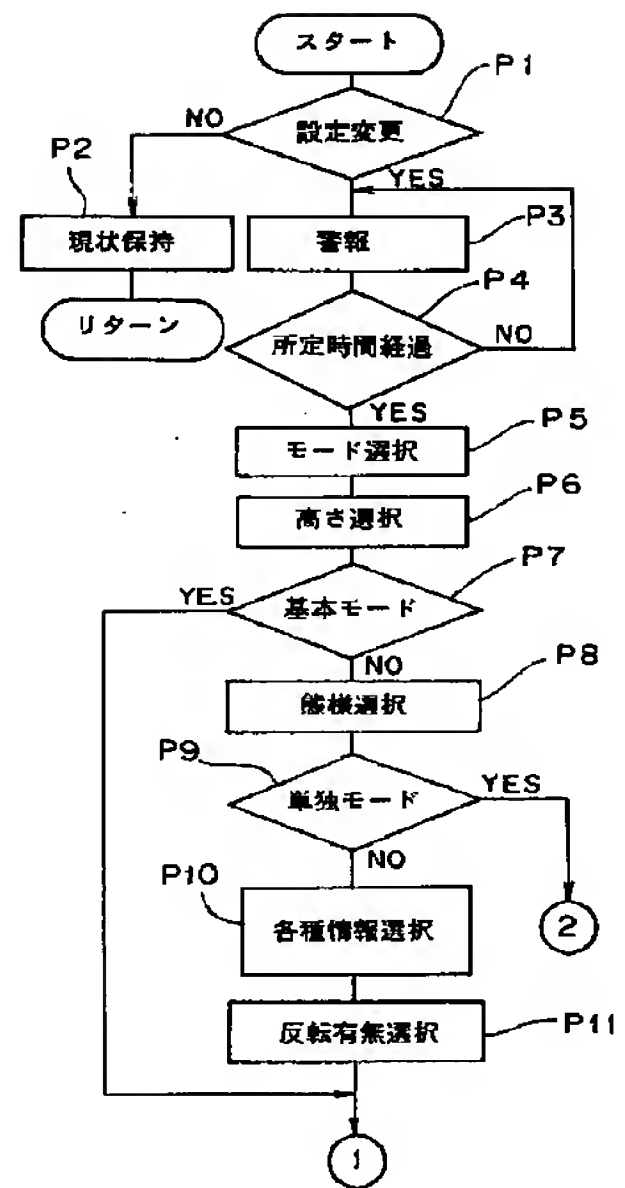 スタート
P1
NO
設定変更
P2
YES
現状保持
警報
P3
リターン
P4
所定時間経過
NO
YES
P5
モード選択
P6
高さ選択
P7
YES
基本モード
NO
P8
態様選択
P9
YES
単独モード
NO
P10
各種情報選択
2
反転有無選択
P11
1